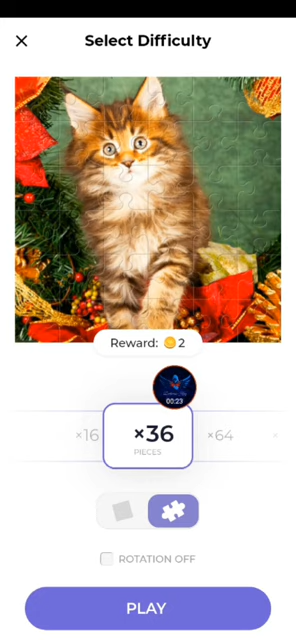 Select Difficulty
Reward: 2
00:23
×16 ×36 ×64 ×
PIECES
ROTATION OFF
PLAY